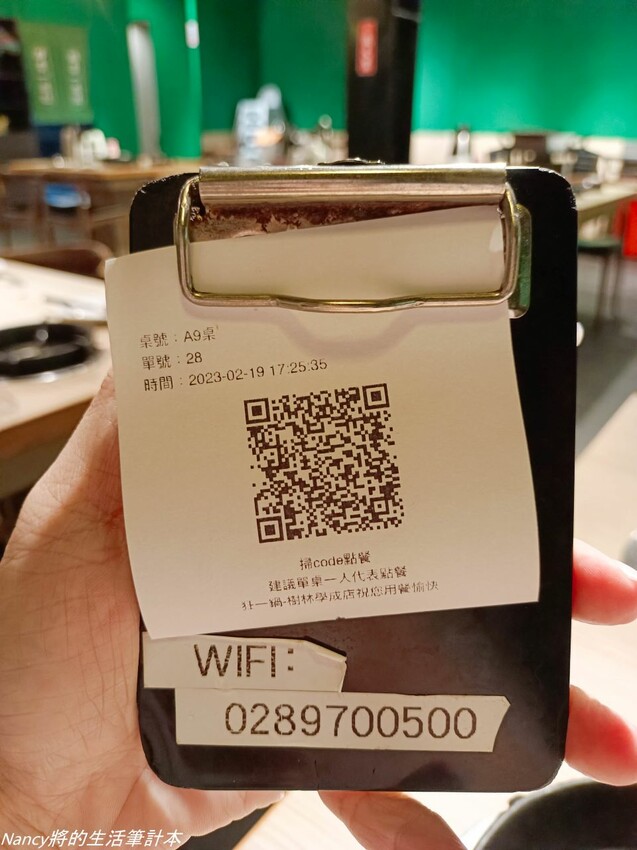 桌號：A9桌
單號：28
時間：2023-02-19 17:25:35
掃code點餐
建議單桌一人代表點餐
一鍋-樹林學成店祝您用餐愉快
WIFI:
0289700500
Nancy將的生活筆計本